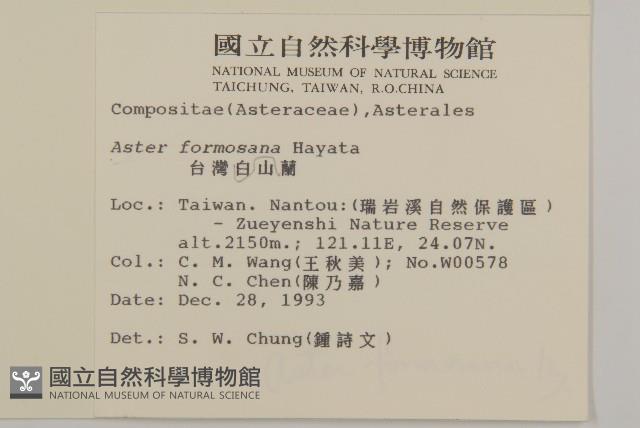 國立自然科學博物館
NATIONAL MUSEUM OF NATURAL SCIENCE
TAICHUNG, TAIWAN, R.O.CHINA
Compositae(Asteraceae),Asterales
Aster formosana Hayata
台灣白山蘭
Loc.: Taiwan. Nantou:(瑞岩溪自然保護區)
- Zueyenshi Nature Reserve
alt.2150m.; 121.11E, 24.07N.
Col.: C. M. Wang(王秋美); No.W00578
N. C. Chen(陳乃嘉)
Date: Dec. 28, 1993
Det.: S. W. Chung(鍾詩文)
國立自然科學博物館
NATIONAL MUSEUM OF NATURAL SCIENCE